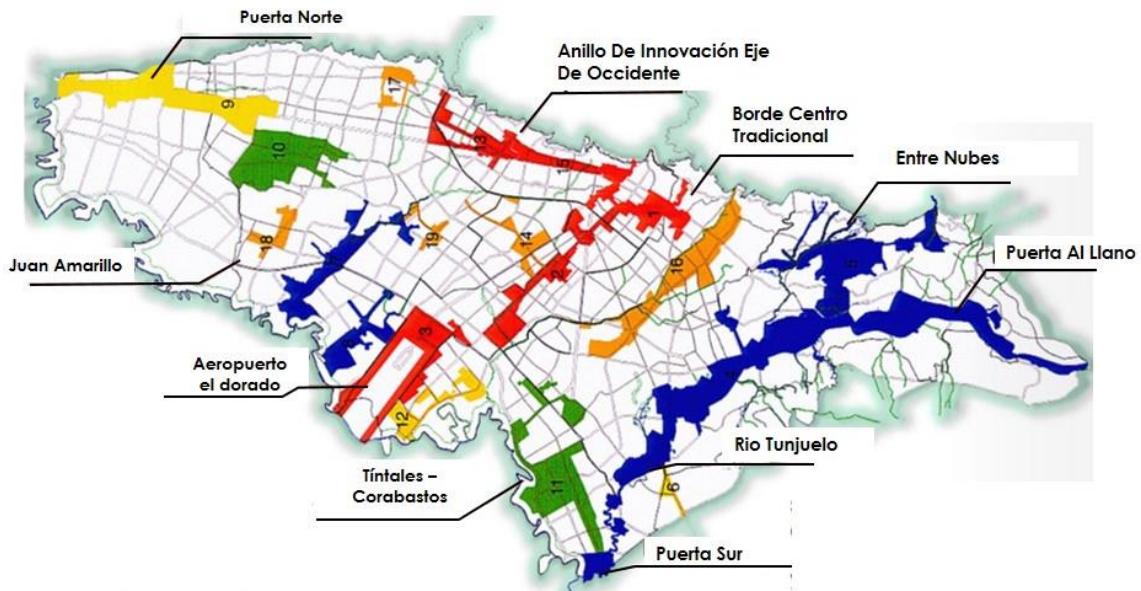 Puerta Norte
Anillo De Innovación Eje
De Occidente
Borde Centro
Tradicional
Entre Nubes
Puerta Al Llano
Juan Amarillo
Aeropuerto
el dorado
Tíntales –
Corabastos
Rio Tunjuelo
Puerta Sur
17
9
13
15
10
1
18
19
14
2
16
5
3
12
11
6